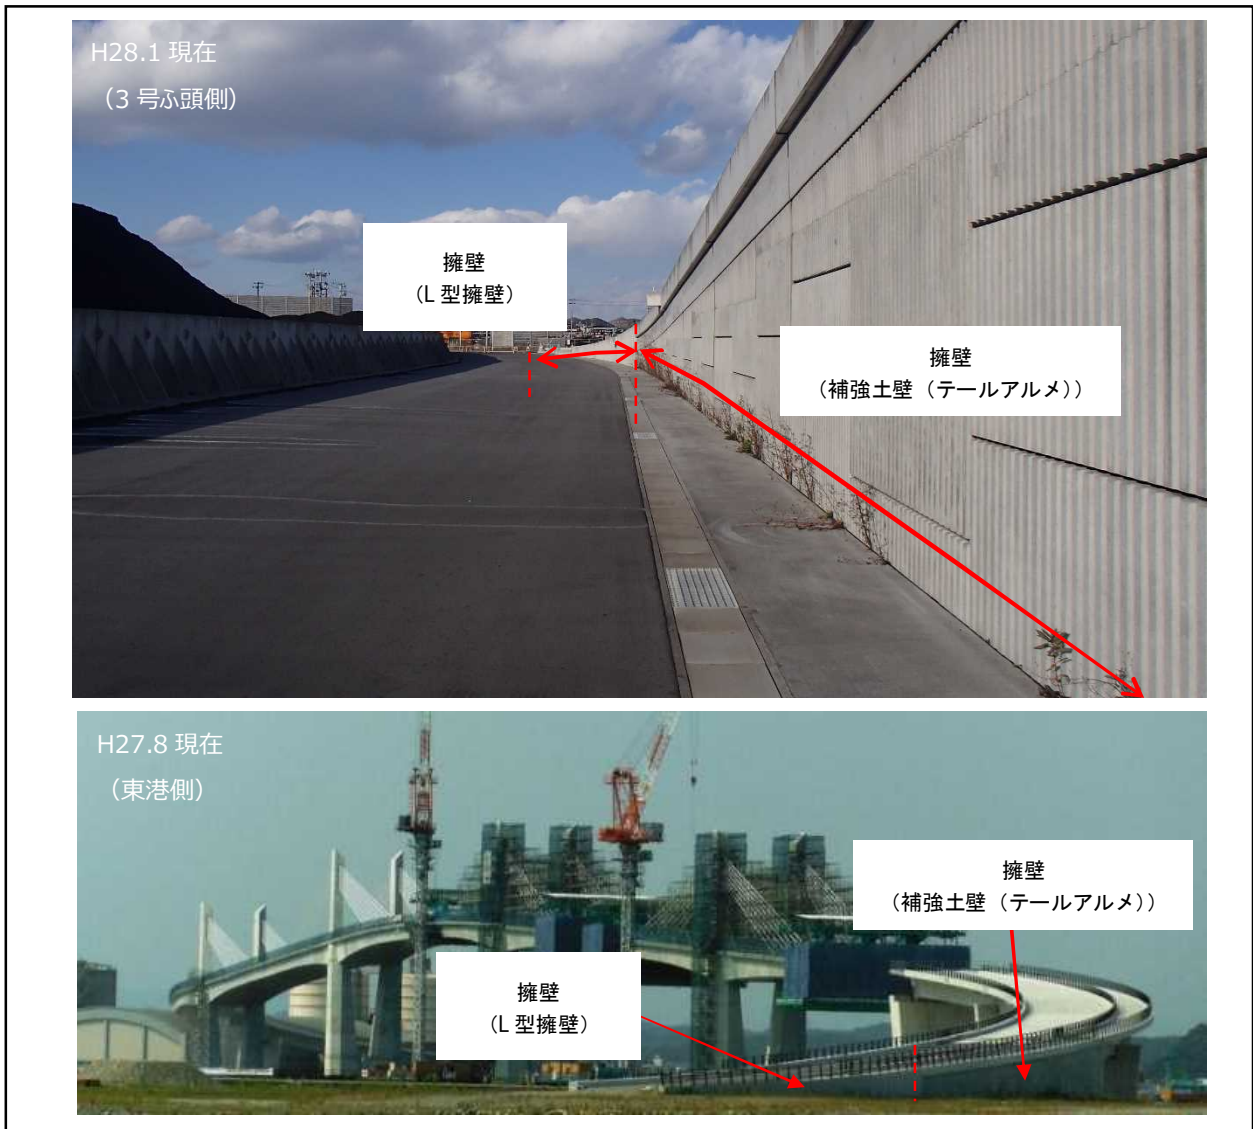 H28.1 現在
（3 号ふ頭側）
擁壁
（L 型擁壁）
擁壁
（補強土壁（テールアルメ））
H27.8 現在
（東港側）
擁壁
（補強土壁（テールアルメ））
擁壁
（L 型擁壁）